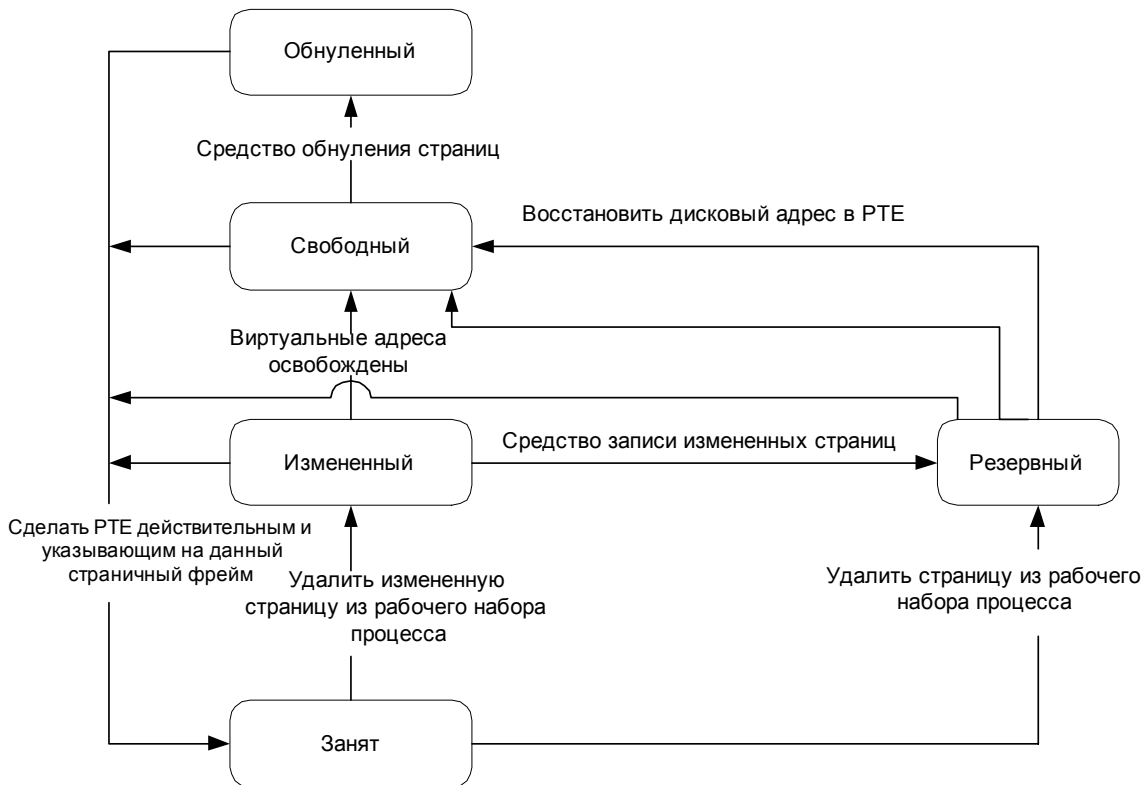 Обнуленный
Средство обнуления страниц
Восстановить дисковый адрес в PTE
Свободный
Виртуальные адреса
освобождены
Измененный
Средство записи измененных страниц
Резервный
Сделать PTE действительным и
указывающим на данный
страничный фрейм
Удалить измененную
страницу из рабочего набора
процесса
Удалить страницу из рабочего
набора процесса
Занят